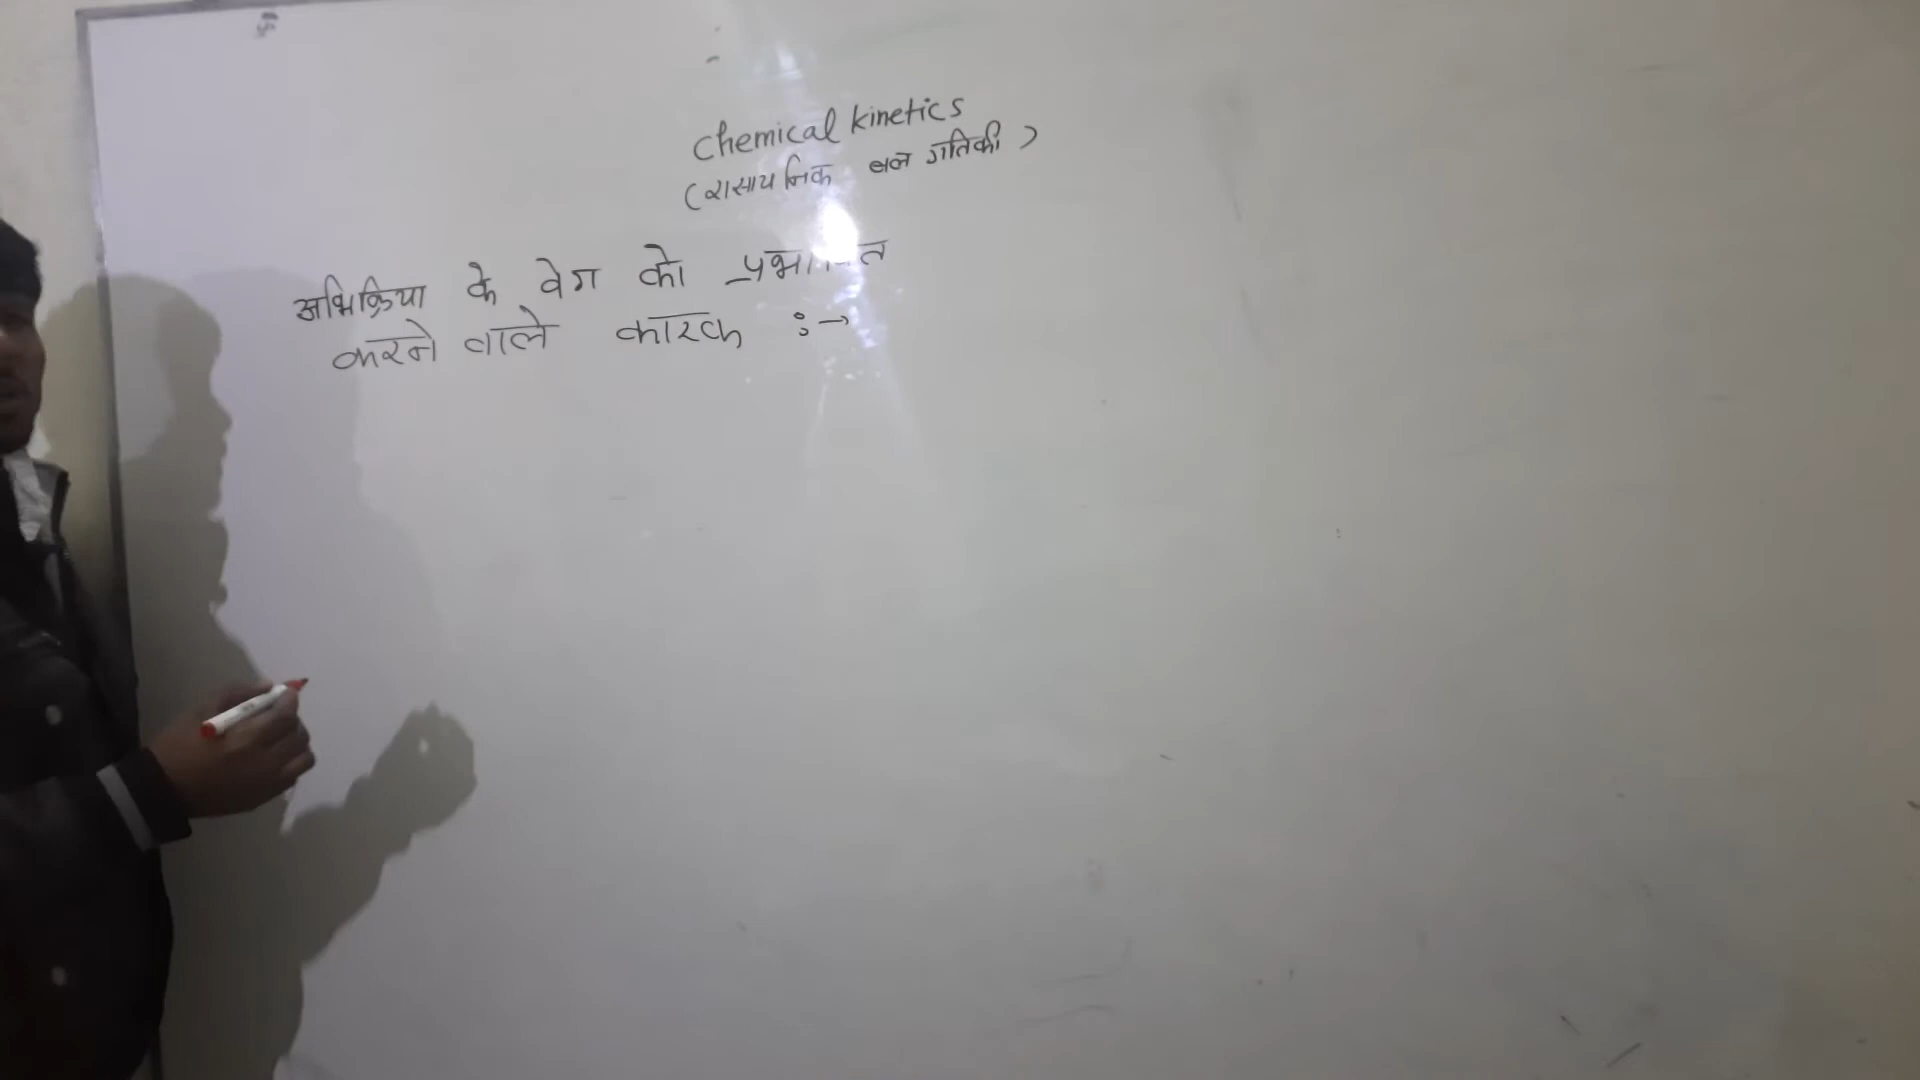 chemical kinetics
(रासायनिक बल गतिकी)
अभिक्रिया के वेग को प्रभावित
करने वाले कारक :→